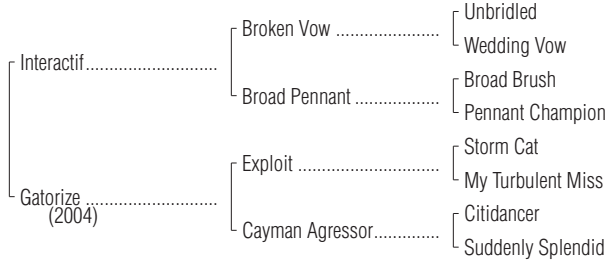 Unbridled
Broken Vow ..................
Wedding Vow
Interactif.......................
Broad Brush
Broad Pennant ...............
Pennant Champion
Storm Cat
Exploit .........................
My Turbulent Miss
Gatorize .......................
(2004)
Citidancer
Cayman Agressor..............
Suddenly Splendid